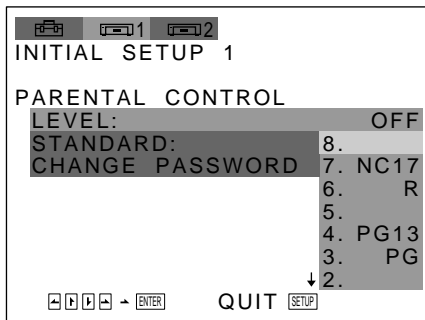 1 2
INITIAL SETUP 1
PARENTAL CONTROL
LEVEL: OFF
STANDARD: 8.
CHANGE PASSWORD 7. NC17
6. R
5.
4. PG13
3. PG
↓ 2.
ENTER QUIT SETUP